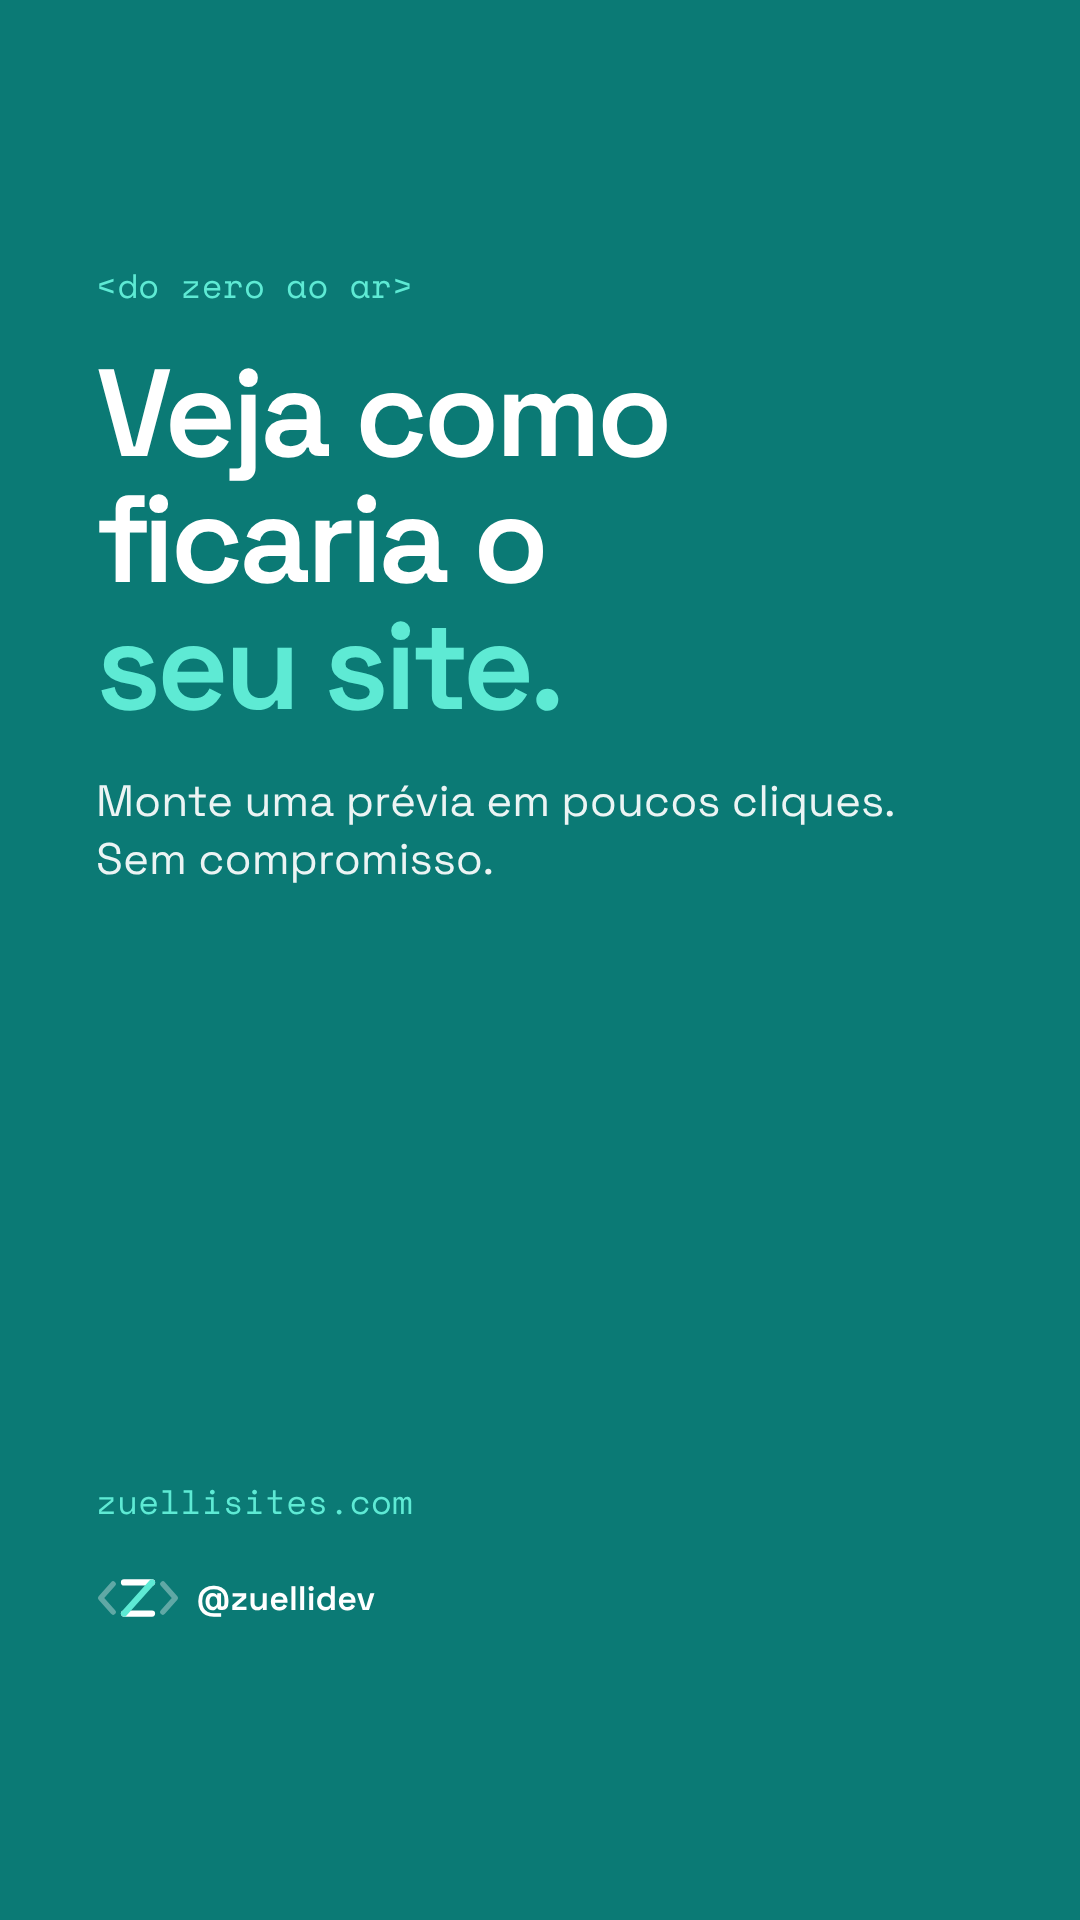 <do zero ao ar>
Veja como
ficaria o
seu site.
Monte uma prévia em poucos cliques.
Sem compromisso.
zuellisites.com
<Z> @zuellidev